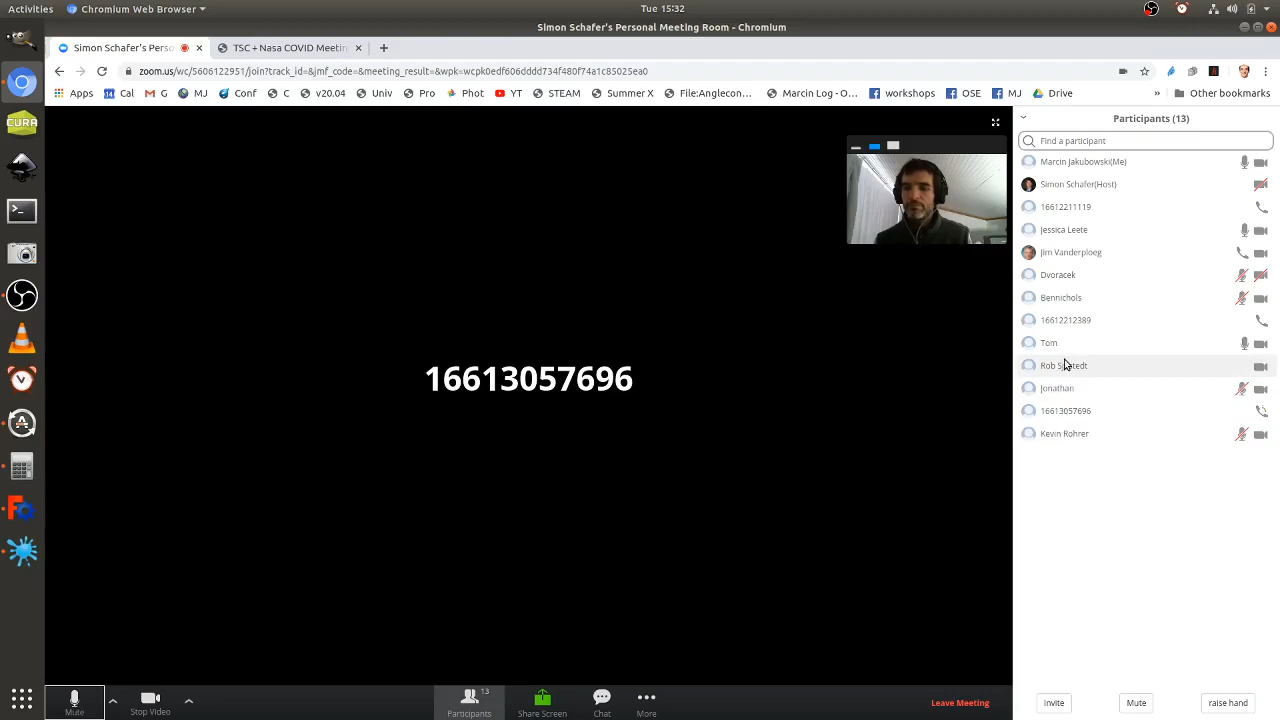 Activities
Chromium Web Browser
Tue 15:32
Simon Schafer's Personal Meeting Room - Chromium
Simon Schafer's Perso
TSC + Nasa COVID Meetin
zoom.us/wc/5606122951/join?track_id=&jmf_code=&meeting_result=&wpk=wcpk0edf606dddd734f480f74a1c85025ea0
Apps
14 Cal
M G
MJ
Conf
C
v20.04
Univ
Pro
Phot
YT
STEAM
Summer X
File:Anglecon…
Marcin Log - O…
workshops
OSE
MJ
Drive
»
Other bookmarks
CURA
16613057696
Participants (13)
Find a participant
Marcin Jakubowski(Me)
Simon Schafer(Host)
16612211119
Jessica Leete
Jim Vanderploeg
Dvoracek
Bennichols
16612212389
Tom
Rob
Jonathan
16613057696
Kevin Rohrer
Mute
Stop Video
13
Participants
Share Screen
Chat
More
Leave Meeting
Invite
Mute
raise hand